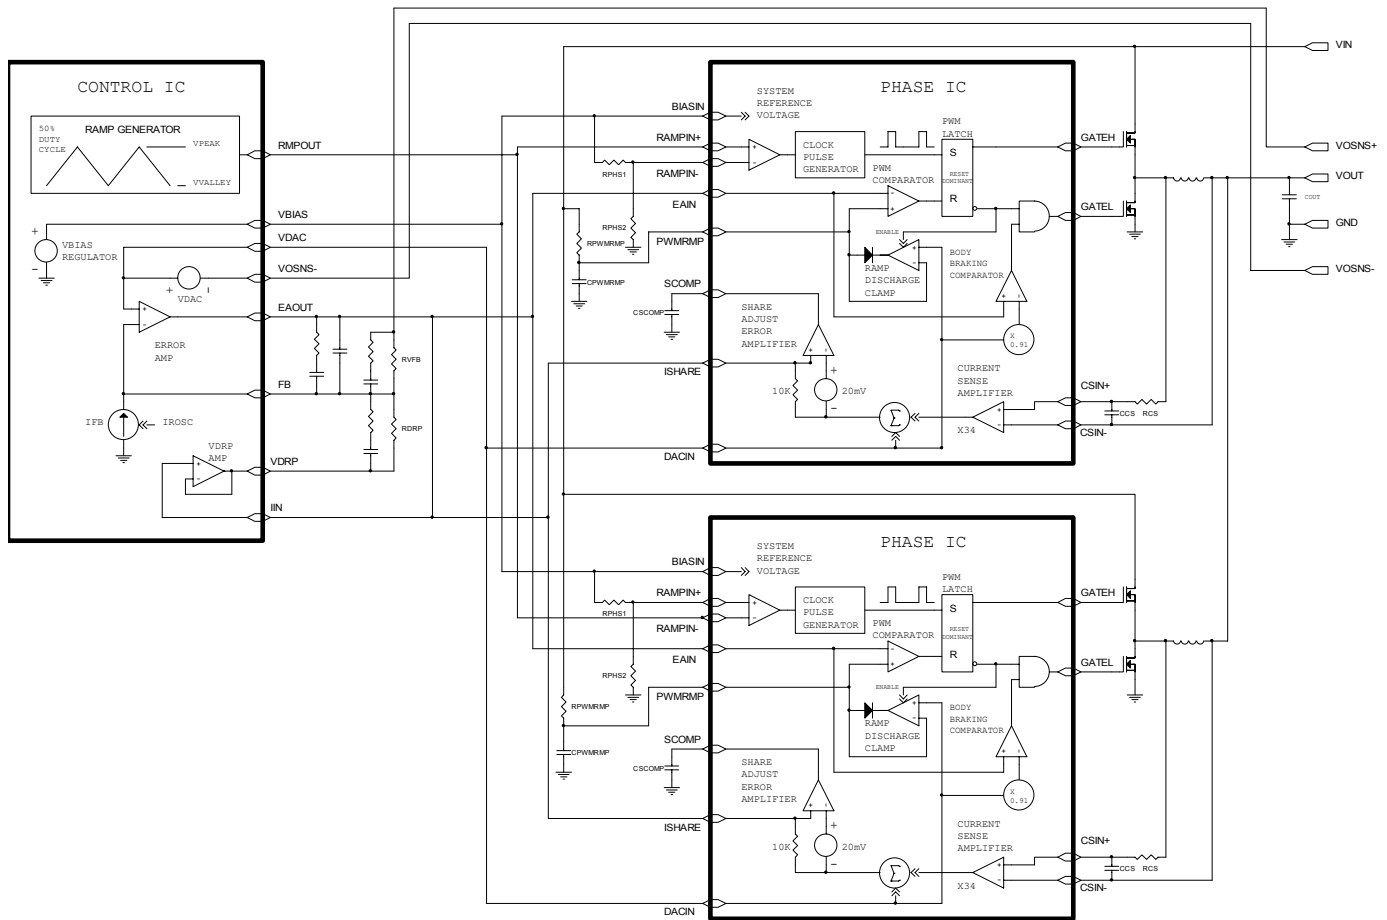 CONTROL IC
50%
DUTY
CYCLE
RAMP GENERATOR
VPEAK
VVALLEY
RMPOUT
VBIAS
VBIAS
REGULATOR
+
−
VDAC
VOSNS-
+
-
VDAC
EAOUT
+
-
ERROR
AMP
RVFB
FB
IFB
IROSC
RDRP
VDRP
AMP
+
-
VDRP
IIN
PHASE IC
SYSTEM
REFERENCE
VOLTAGE
BIASIN
RAMPIN+
RAMPIN-
EAIN
PWMRMP
SCOMP
ISHARE
DACIN
RPHS1
RPHS2
RPWMRMP
CPWMRMP
CSCOMP
+
-
CLOCK
PULSE
GENERATOR
PWM
LATCH
S
RESET
DOMINANT
R
PWM
COMPARATOR
-
+
ENABLE
+
-
RAMP
DISCHARGE
CLAMP
BODY
BRAKING
COMPARATOR
+
-
SHARE
ADJUST
ERROR
AMPLIFIER
+
-
X
0.91
10K
+
−
20mV
Σ
CURRENT
SENSE
AMPLIFIER
+
-
X34
GATEH
GATEL
CSIN+
CSIN-
CCS
RCS
VIN
VOSNS+
VOUT
COUT
GND
VOSNS-
PHASE IC
SYSTEM
REFERENCE
VOLTAGE
BIASIN
RAMPIN+
RAMPIN-
EAIN
PWMRMP
SCOMP
ISHARE
DACIN
RPHS1
RPHS2
RPWMRMP
CPWMRMP
CSCOMP
+
-
CLOCK
PULSE
GENERATOR
PWM
LATCH
S
RESET
DOMINANT
R
PWM
COMPARATOR
-
+
ENABLE
+
-
RAMP
DISCHARGE
CLAMP
BODY
BRAKING
COMPARATOR
+
-
SHARE
ADJUST
ERROR
AMPLIFIER
+
-
X
0.91
10K
+
−
20mV
Σ
CURRENT
SENSE
AMPLIFIER
+
-
X34
GATEH
GATEL
CSIN+
CSIN-
CCS
RCS